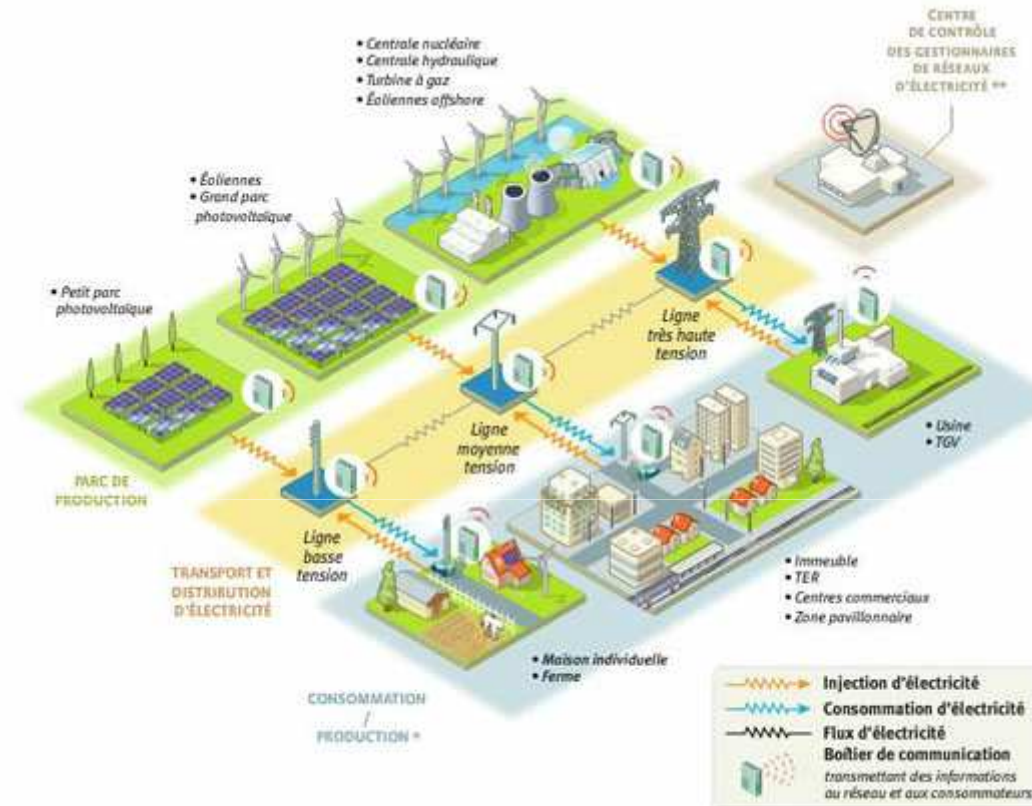 CENTRE
DE CONTRÔLE
DES GESTIONNAIRES
DE RÉSEAUX
D'ÉLECTRICITÉ **
• Centrale nucléaire
• Centrale hydraulique
• Turbine à gaz
• Éoliennes offshore
• Éoliennes
• Grand parc
photovoltaïque
• Petit parc
photovoltaïque
Ligne
très haute
tension
• Usine
• TGV
Ligne
moyenne
tension
PARC DE
PRODUCTION
Ligne
basse
tension
TRANSPORT ET
DISTRIBUTION
D'ÉLECTRICITÉ
• Immeuble
• TER
• Centres commerciaux
• Zone pavillonnaire
• Maison individuelle
• Ferme
CONSOMMATION
/
PRODUCTION *
Injection d'électricité
Consommation d'électricité
Flux d'électricité
Boîtier de communication
transmettant des informations
au réseau et aux consommateurs